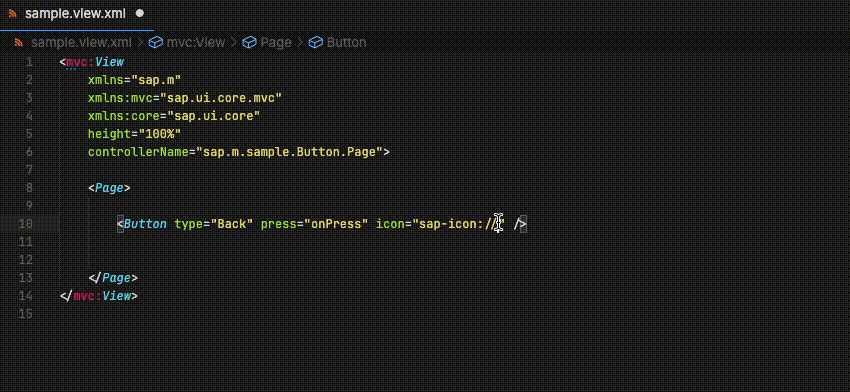 sample.view.xml
sample.view.xml > mvc:View > Page > Button
1 <mvc:View
2 xmlns="sap.m"
3 xmlns:mvc="sap.ui.core.mvc"
4 xmlns:core="sap.ui.core"
5 height="100%"
6 controllerName="sap.m.sample.Button.Page">
7
8 <Page>
9
10 <Button type="Back" press="onPress" icon="sap-icon://" />
11
12
13 </Page>
14 </mvc:View>
15